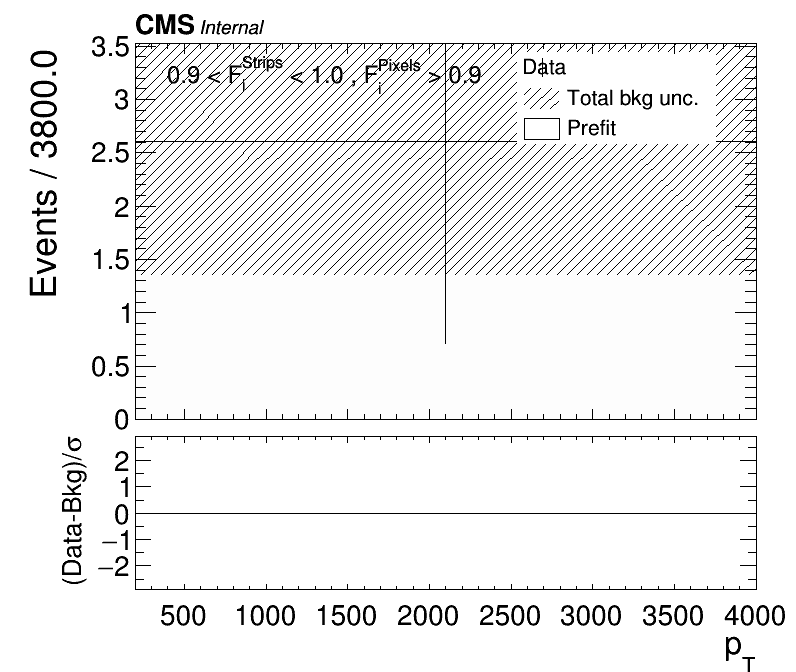 CMS Internal
Events / 3800.0
3.5
3
2.5
2
1.5
1
0.5
0
0.9 < F_i^Strips < 1.0 , F_i^Pixels > 0.9
Data
Total bkg unc.
Prefit
(Data-Bkg)/σ
2
1
0
−1
−2
500 1000 1500 2000 2500 3000 3500 4000
p_T